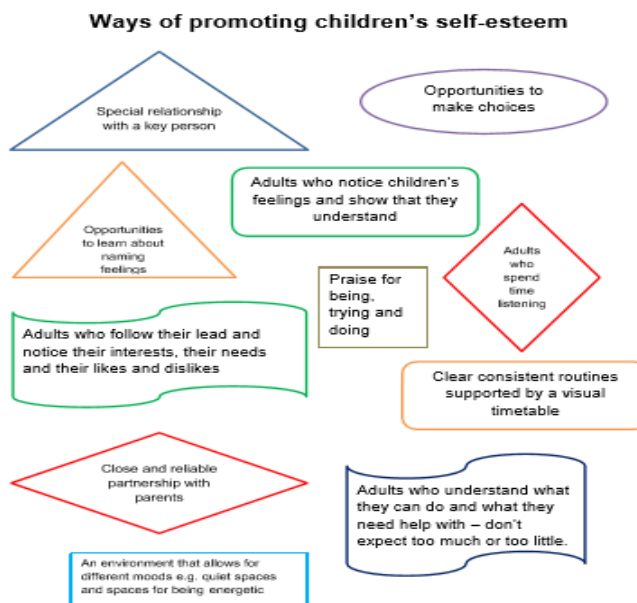 Ways of promoting children's self-esteem
Special relationship
with a key person
Opportunities to
make choices
Adults who notice children's
feelings and show that they
understand
Opportunities
to learn about
naming
feelings
Adults
who
spend
time
listening
Praise for
being,
trying and
doing
Adults who follow their lead and
notice their interests, their needs
and their likes and dislikes
Clear consistent routines
supported by a visual
timetable
Close and reliable
partnership with
parents
Adults who understand what
they can do and what they
need help with – don't
expect too much or too little.
An environment that allows for
different moods e.g. quiet spaces
and spaces for being energetic